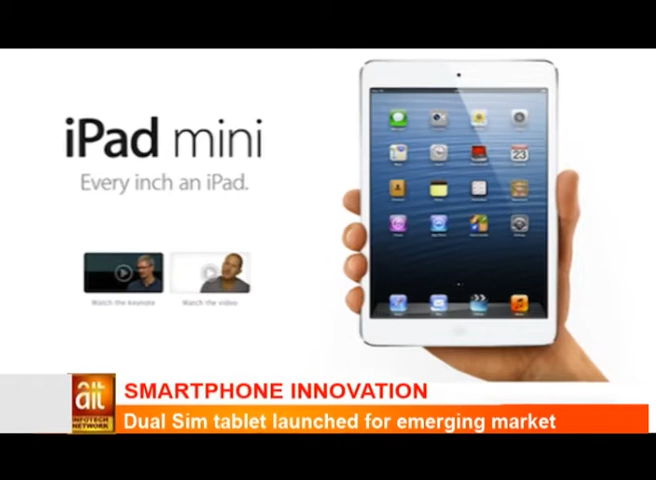 iPad mini
Every inch an iPad.
Watch the keynote
Watch the video
23
ait
INFOTECH
NETWORK
SMARTPHONE INNOVATION
Dual Sim tablet launched for emerging market